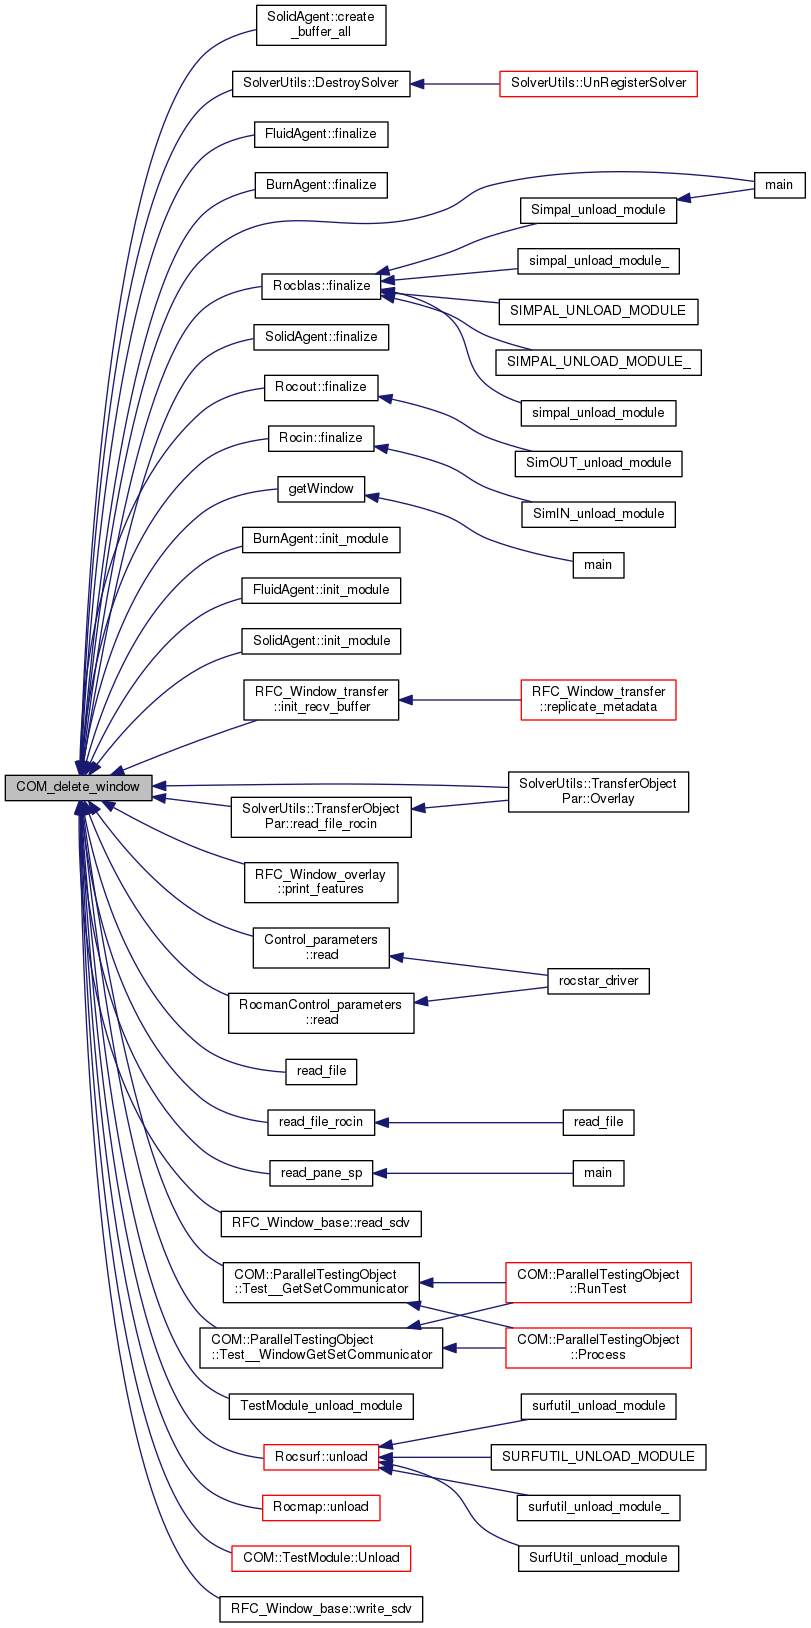 SolidAgent::create
_buffer_all
SolverUtils::DestroySolver
SolverUtils::UnRegisterSolver
FluidAgent::finalize
BurnAgent::finalize
main
Simpal_unload_module
simpal_unload_module_
Rocblas::finalize
SIMPAL_UNLOAD_MODULE
SolidAgent::finalize
SIMPAL_UNLOAD_MODULE_
Rocout::finalize
simpal_unload_module
Rocin::finalize
SimOUT_unload_module
getWindow
SimIN_unload_module
BurnAgent::init_module
main
FluidAgent::init_module
SolidAgent::init_module
RFC_Window_transfer
::init_recv_buffer
RFC_Window_transfer
::replicate_metadata
COM_delete_window
SolverUtils::TransferObject
Par::Overlay
SolverUtils::TransferObject
Par::read_file_rocin
RFC_Window_overlay
::print_features
Control_parameters
::read
rocstar_driver
RocmanControl_parameters
::read
read_file
read_file_rocin
read_file
read_pane_sp
main
RFC_Window_base::read_sdv
COM::ParallelTestingObject
::Test__GetSetCommunicator
COM::ParallelTestingObject
::RunTest
COM::ParallelTestingObject
::Test__WindowGetSetCommunicator
COM::ParallelTestingObject
::Process
TestModule_unload_module
surfutil_unload_module
Rocsurf::unload
SURFUTIL_UNLOAD_MODULE
Rocmap::unload
surfutil_unload_module_
COM::TestModule::Unload
SurfUtil_unload_module
RFC_Window_base::write_sdv